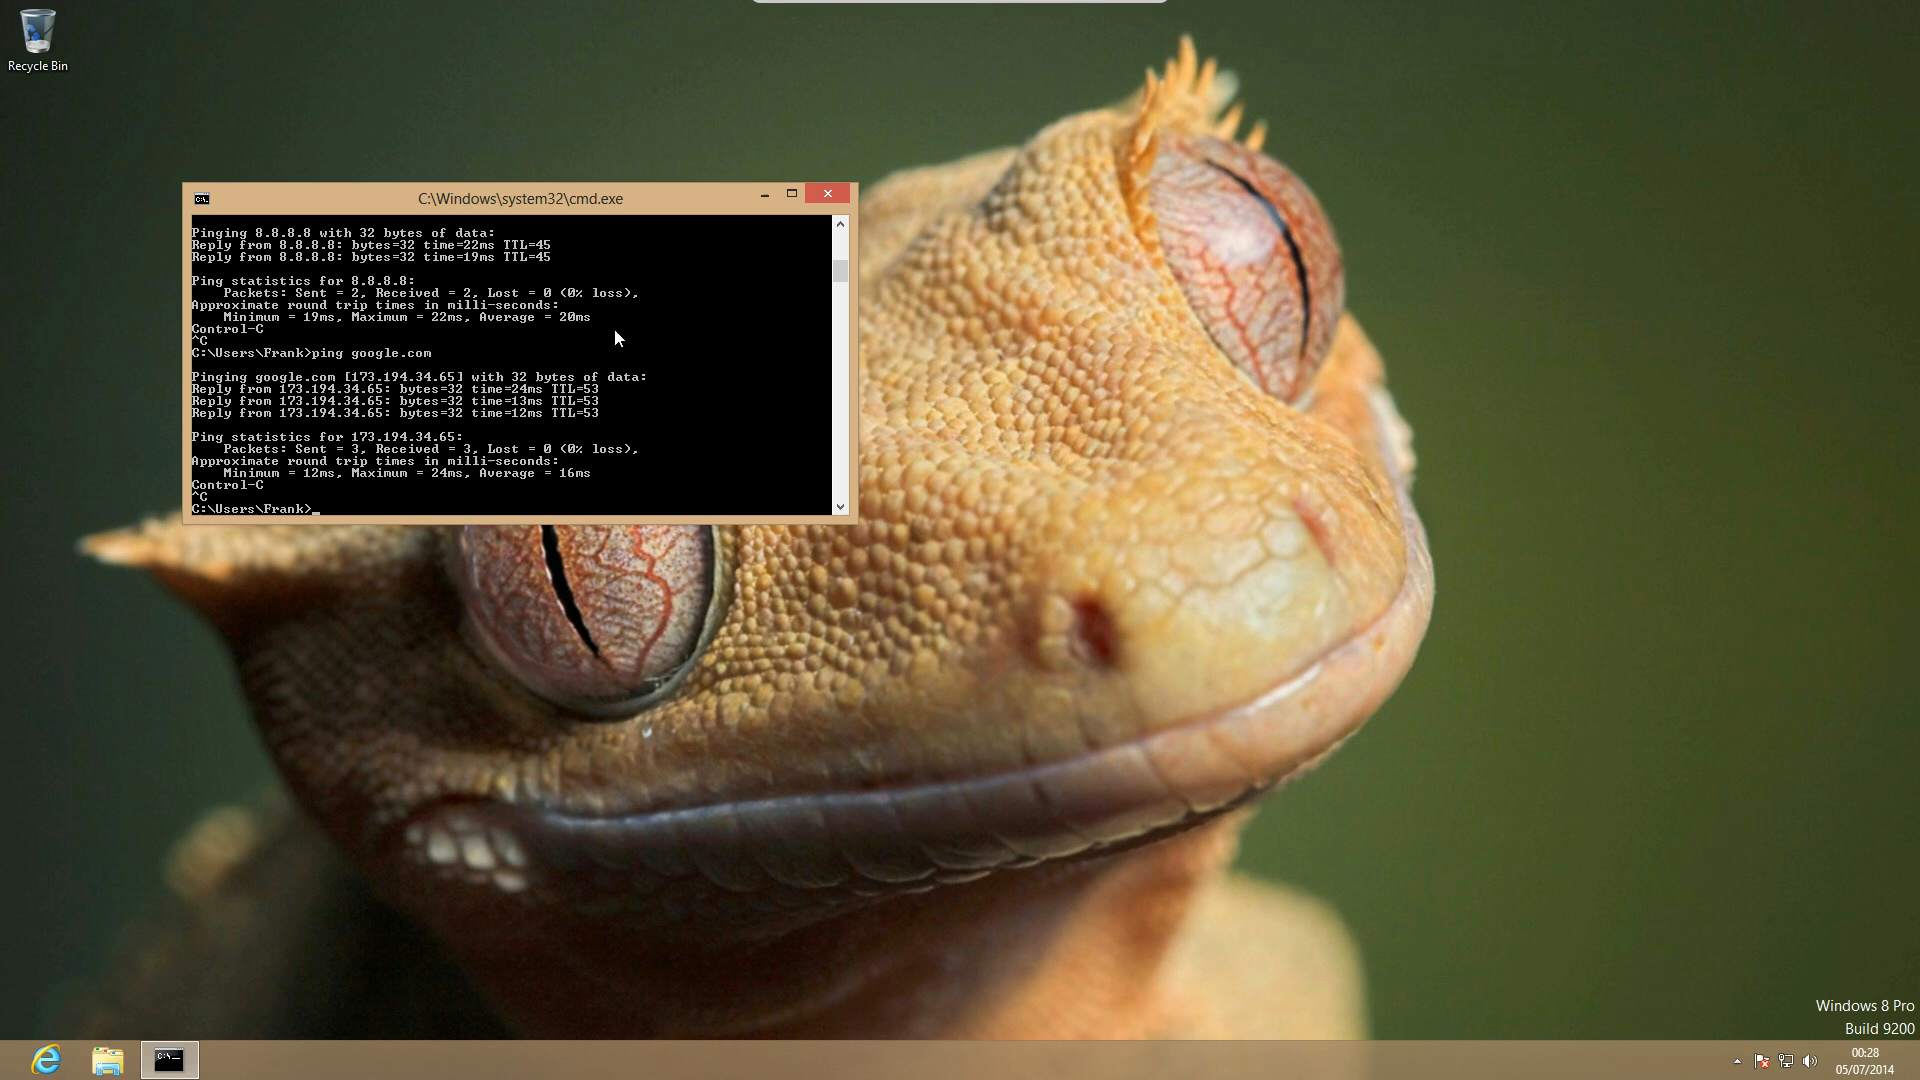 Recycle Bin
C:\Windows\system32\cmd.exe
Pinging 8.8.8.8 with 32 bytes of data:
Reply from 8.8.8.8: bytes=32 time=22ms TTL=45
Reply from 8.8.8.8: bytes=32 time=19ms TTL=45
Ping statistics for 8.8.8.8:
Packets: Sent = 2, Received = 2, Lost = 0 (0% loss),
Approximate round trip times in milli-seconds:
Minimum = 19ms, Maximum = 22ms, Average = 20ms
Control-C
^C
C:\Users\Frank>ping google.com
Pinging google.com [173.194.34.65] with 32 bytes of data:
Reply from 173.194.34.65: bytes=32 time=24ms TTL=53
Reply from 173.194.34.65: bytes=32 time=13ms TTL=53
Reply from 173.194.34.65: bytes=32 time=12ms TTL=53
Ping statistics for 173.194.34.65:
Packets: Sent = 3, Received = 3, Lost = 0 (0% loss),
Approximate round trip times in milli-seconds:
Minimum = 12ms, Maximum = 24ms, Average = 16ms
Control-C
^C
C:\Users\Frank>_
Windows 8 Pro
Build 9200
00:28
05/07/2014